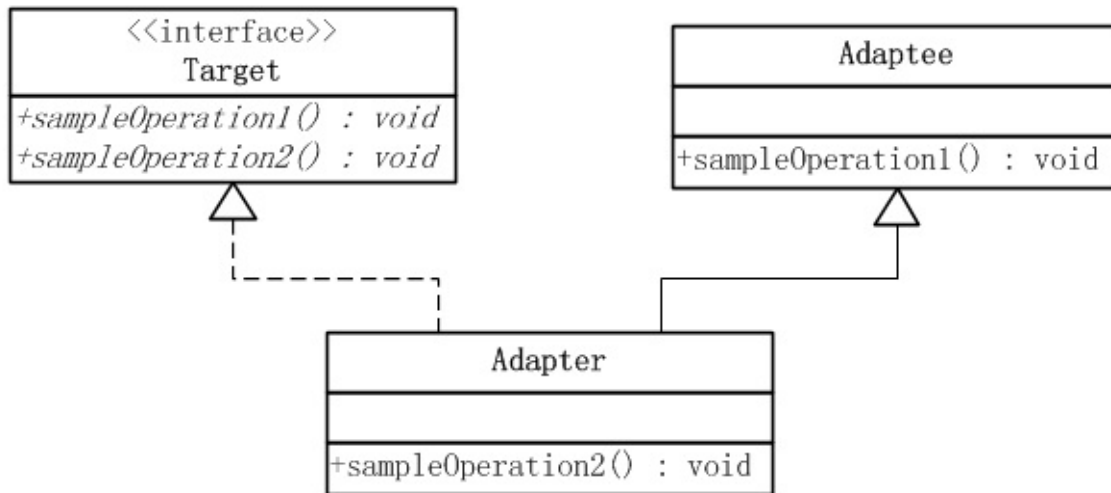 <<interface>>
Target
+sampleOperation1() : void
+sampleOperation2() : void
Adaptee
+sampleOperation1() : void
Adapter
+sampleOperation2() : void